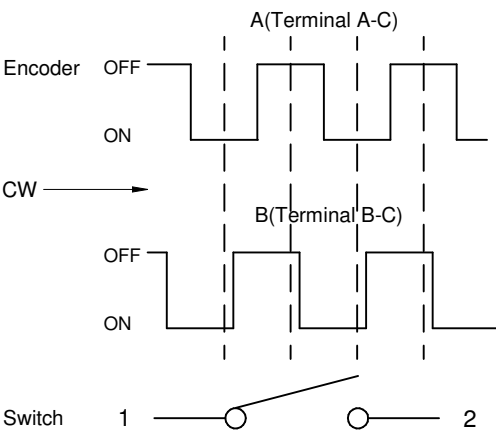 A(Terminal A-C)
Encoder OFF
ON
CW
B(Terminal B-C)
OFF
ON
Switch 1 2